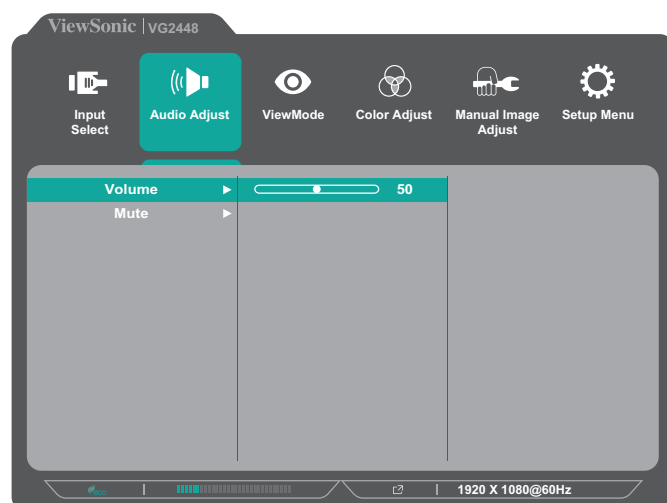 ViewSonic | VG2448
Input Select
Audio Adjust
ViewMode
Color Adjust
Manual Image Adjust
Setup Menu
Volume
50
Mute
eco
1920 X 1080@60Hz